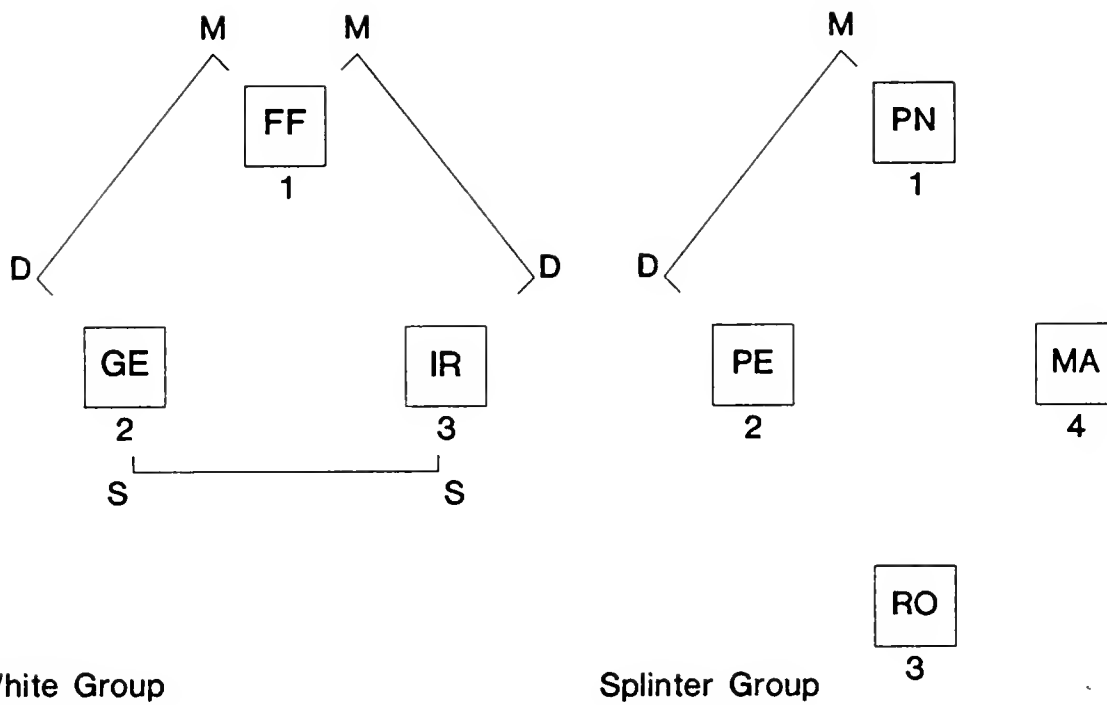 M M M
FF PN
1 1
D D D
GE IR PE MA
2 3 2 4
S S
RO
3
hite Group Splinter Group